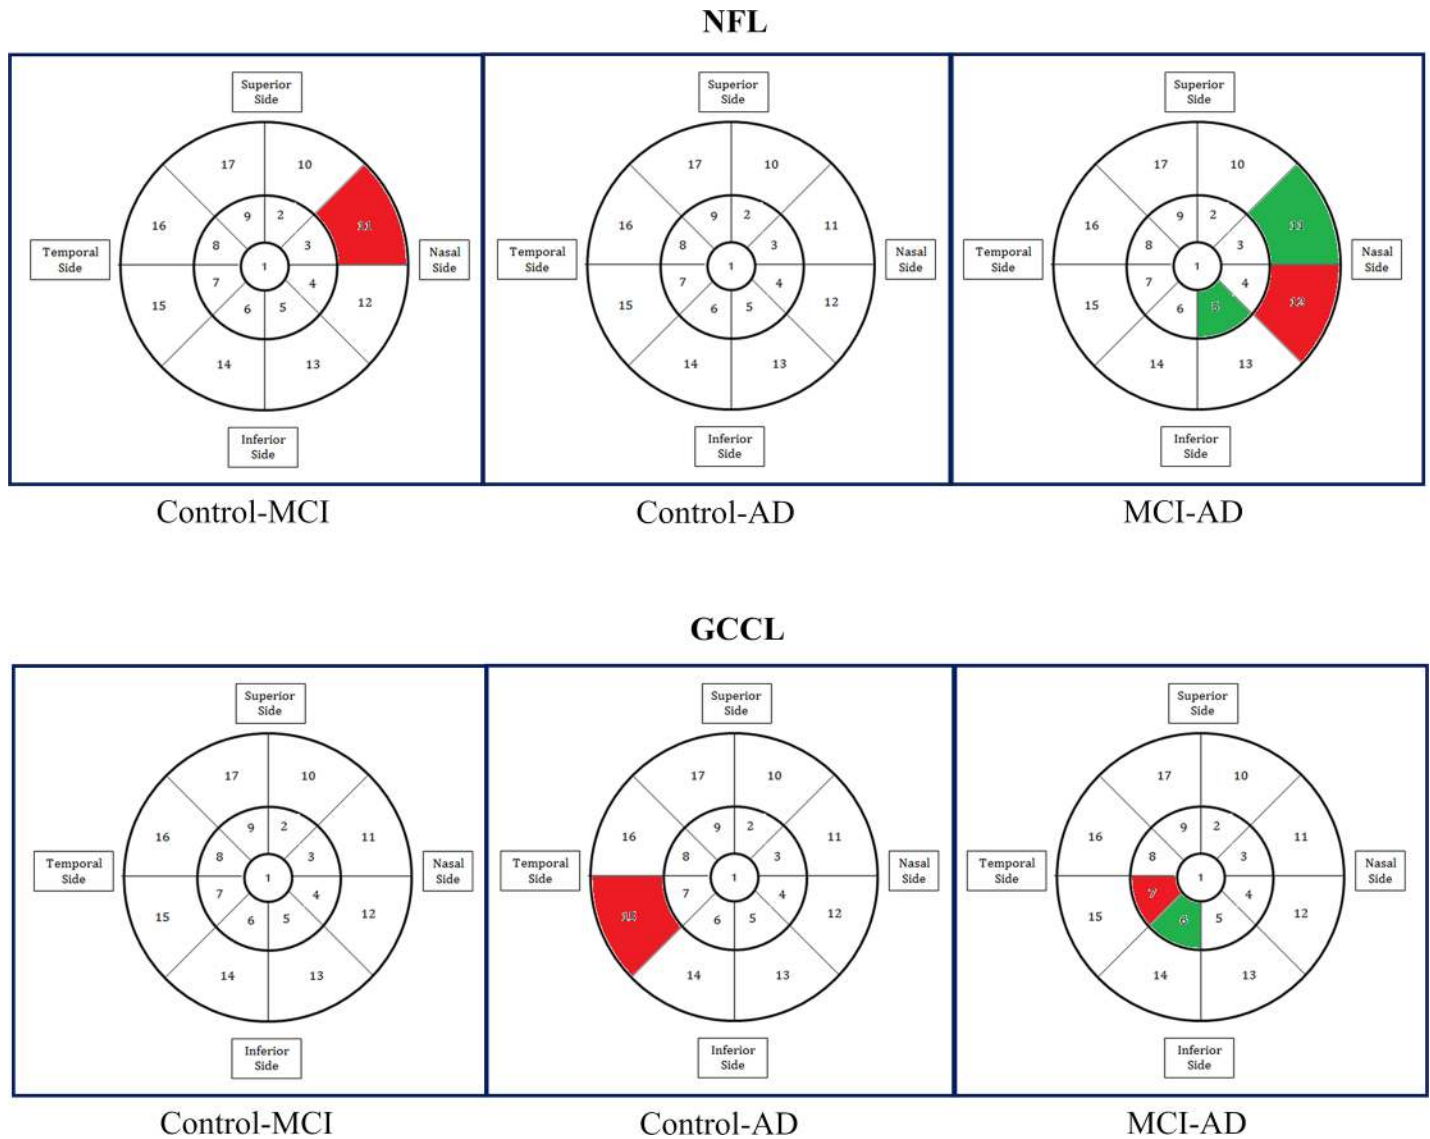 NFL
Superior
Side
17 10
16 9 2 11
8 3
Temporal
Side
1
Nasal
Side
7 4
15 6 5 12
14 13
Inferior
Side
Control-MCI
Superior
Side
17 10
16 9 2 11
8 3
Temporal
Side
1
Nasal
Side
7 4
15 6 5 12
14 13
Inferior
Side
Control-AD
Superior
Side
17 10
16 9 2 11
8 3
Temporal
Side
1
Nasal
Side
7 4
15 6 5 12
14 13
Inferior
Side
MCI-AD
GCCL
Superior
Side
17 10
16 9 2 11
8 3
Temporal
Side
1
Nasal
Side
7 4
15 6 5 12
14 13
Inferior
Side
Control-MCI
Superior
Side
17 10
16 9 2 11
8 3
Temporal
Side
1
Nasal
Side
7 4
15 6 5 12
14 13
Inferior
Side
Control-AD
Superior
Side
17 10
16 9 2 11
8 3
Temporal
Side
1
Nasal
Side
7 4
15 6 5 12
14 13
Inferior
Side
MCI-AD